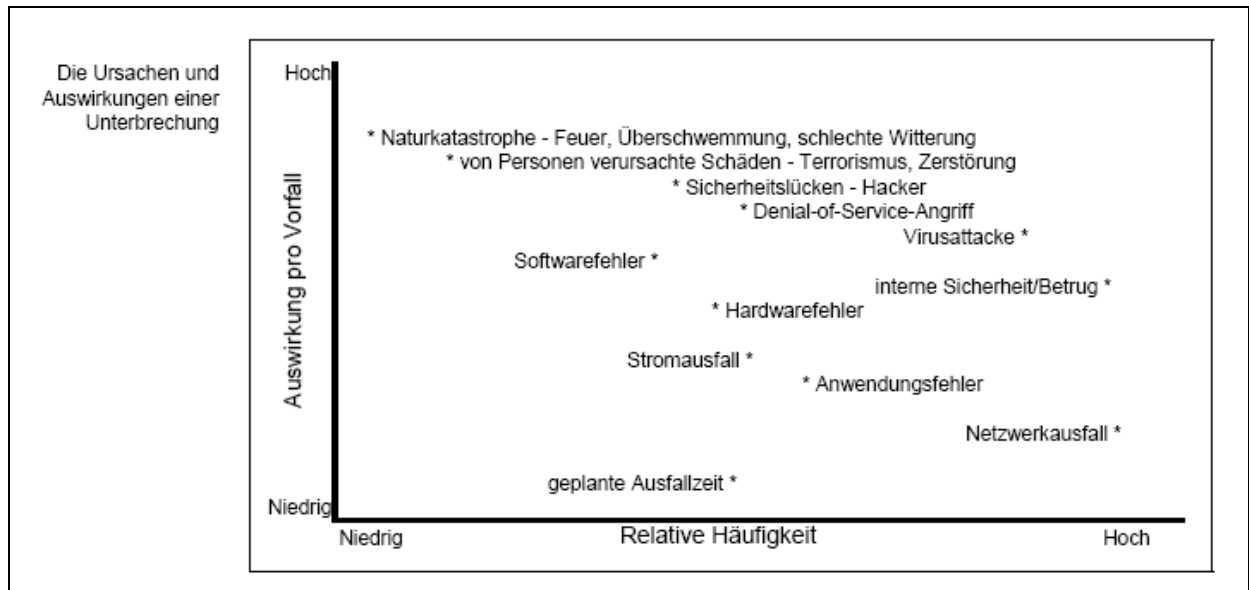 Die Ursachen und
Auswirkungen einer
Unterbrechung
Hoch
Auswirkung pro Vorfall
* Naturkatastrophe - Feuer, Überschwemmung, schlechte Witterung
* von Personen verursachte Schäden - Terrorismus, Zerstörung
* Sicherheitslücken - Hacker
* Denial-of-Service-Angriff
Virusattacke *
Softwarefehler *
interne Sicherheit/Betrug *
* Hardwarefehler
Stromausfall *
* Anwendungsfehler
Netzwerkausfall *
geplante Ausfallzeit *
Niedrig
Niedrig
Relative Häufigkeit
Hoch